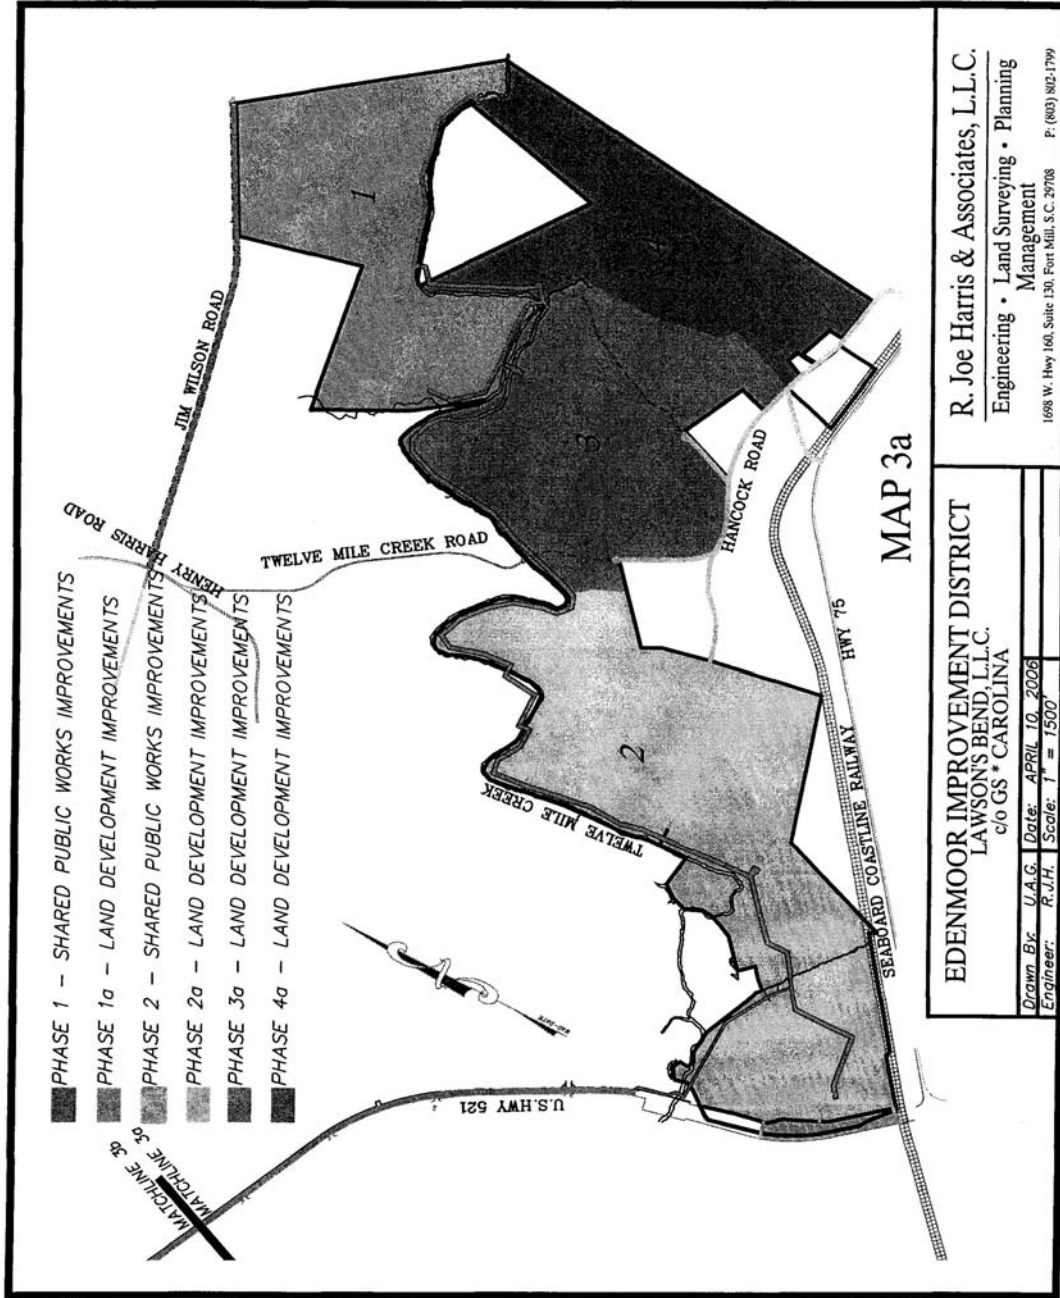 PHASE 1 - SHARED PUBLIC WORKS IMPROVEMENTS
PHASE 1a - LAND DEVELOPMENT IMPROVEMENTS
PHASE 2 - SHARED PUBLIC WORKS IMPROVEMENTS
PHASE 2a - LAND DEVELOPMENT IMPROVEMENTS
PHASE 3a - LAND DEVELOPMENT IMPROVEMENTS
PHASE 4a - LAND DEVELOPMENT IMPROVEMENTS
MATCHLINE 3b
MATCHLINE 3a
HENRY HARRIS ROAD
JIM WILSON ROAD
TWELVE MILE CREEK ROAD
U.S.HWY 521
TWELVE MILE CREEK
1
2
3
4
HANCOCK ROAD
HWY 75
SEABOARD COASTLINE RAILWAY
MAP 3a
EDENMOOR IMPROVEMENT DISTRICT
LAWSON'S BEND, L.L.C.
c/o GS * CAROLINA
Drawn By: U.A.G. Date: APRIL 10, 2006
Engineer: R.J.H. Scale: 1" = 1500'
R. Joe Harris & Associates, L.L.C.
Engineering • Land Surveying • Planning
Management
1698 W. Hwy 160, Suite 130, Fort Mill, S.C. 29708 P: (803) 802-1799